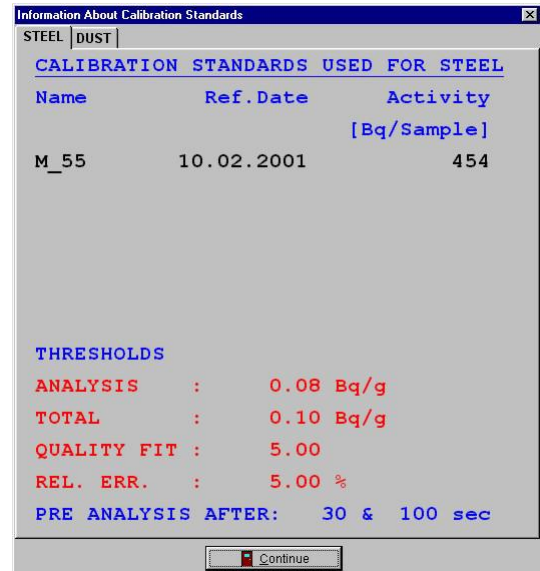 Information About Calibration Standards
STEEL DUST
CALIBRATION STANDARDS USED FOR STEEL
Name Ref.Date Activity
[Bq/Sample]
M_55 10.02.2001 454
THRESHOLDS
ANALYSIS : 0.08 Bq/g
TOTAL : 0.10 Bq/g
QUALITY FIT : 5.00
REL. ERR. : 5.00 %
PRE ANALYSIS AFTER: 30 & 100 sec
Continue